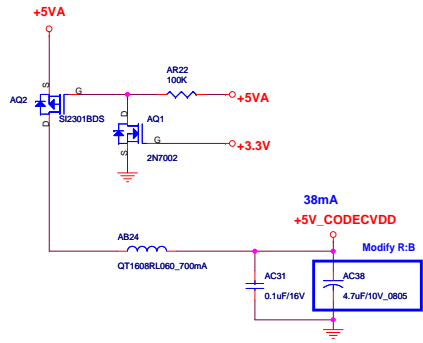 +5VA
S
AR22
100K
AQ2
G
+5VA
SI2301BDS
D
D
AQ1
G
+3.3V
S
2N7002
38mA
+5V_CODECVDD
AB24
Modify R:B
QT1608RL060_700mA
AC31
AC38
0.1uF/16V
4.7uF/10V_0805